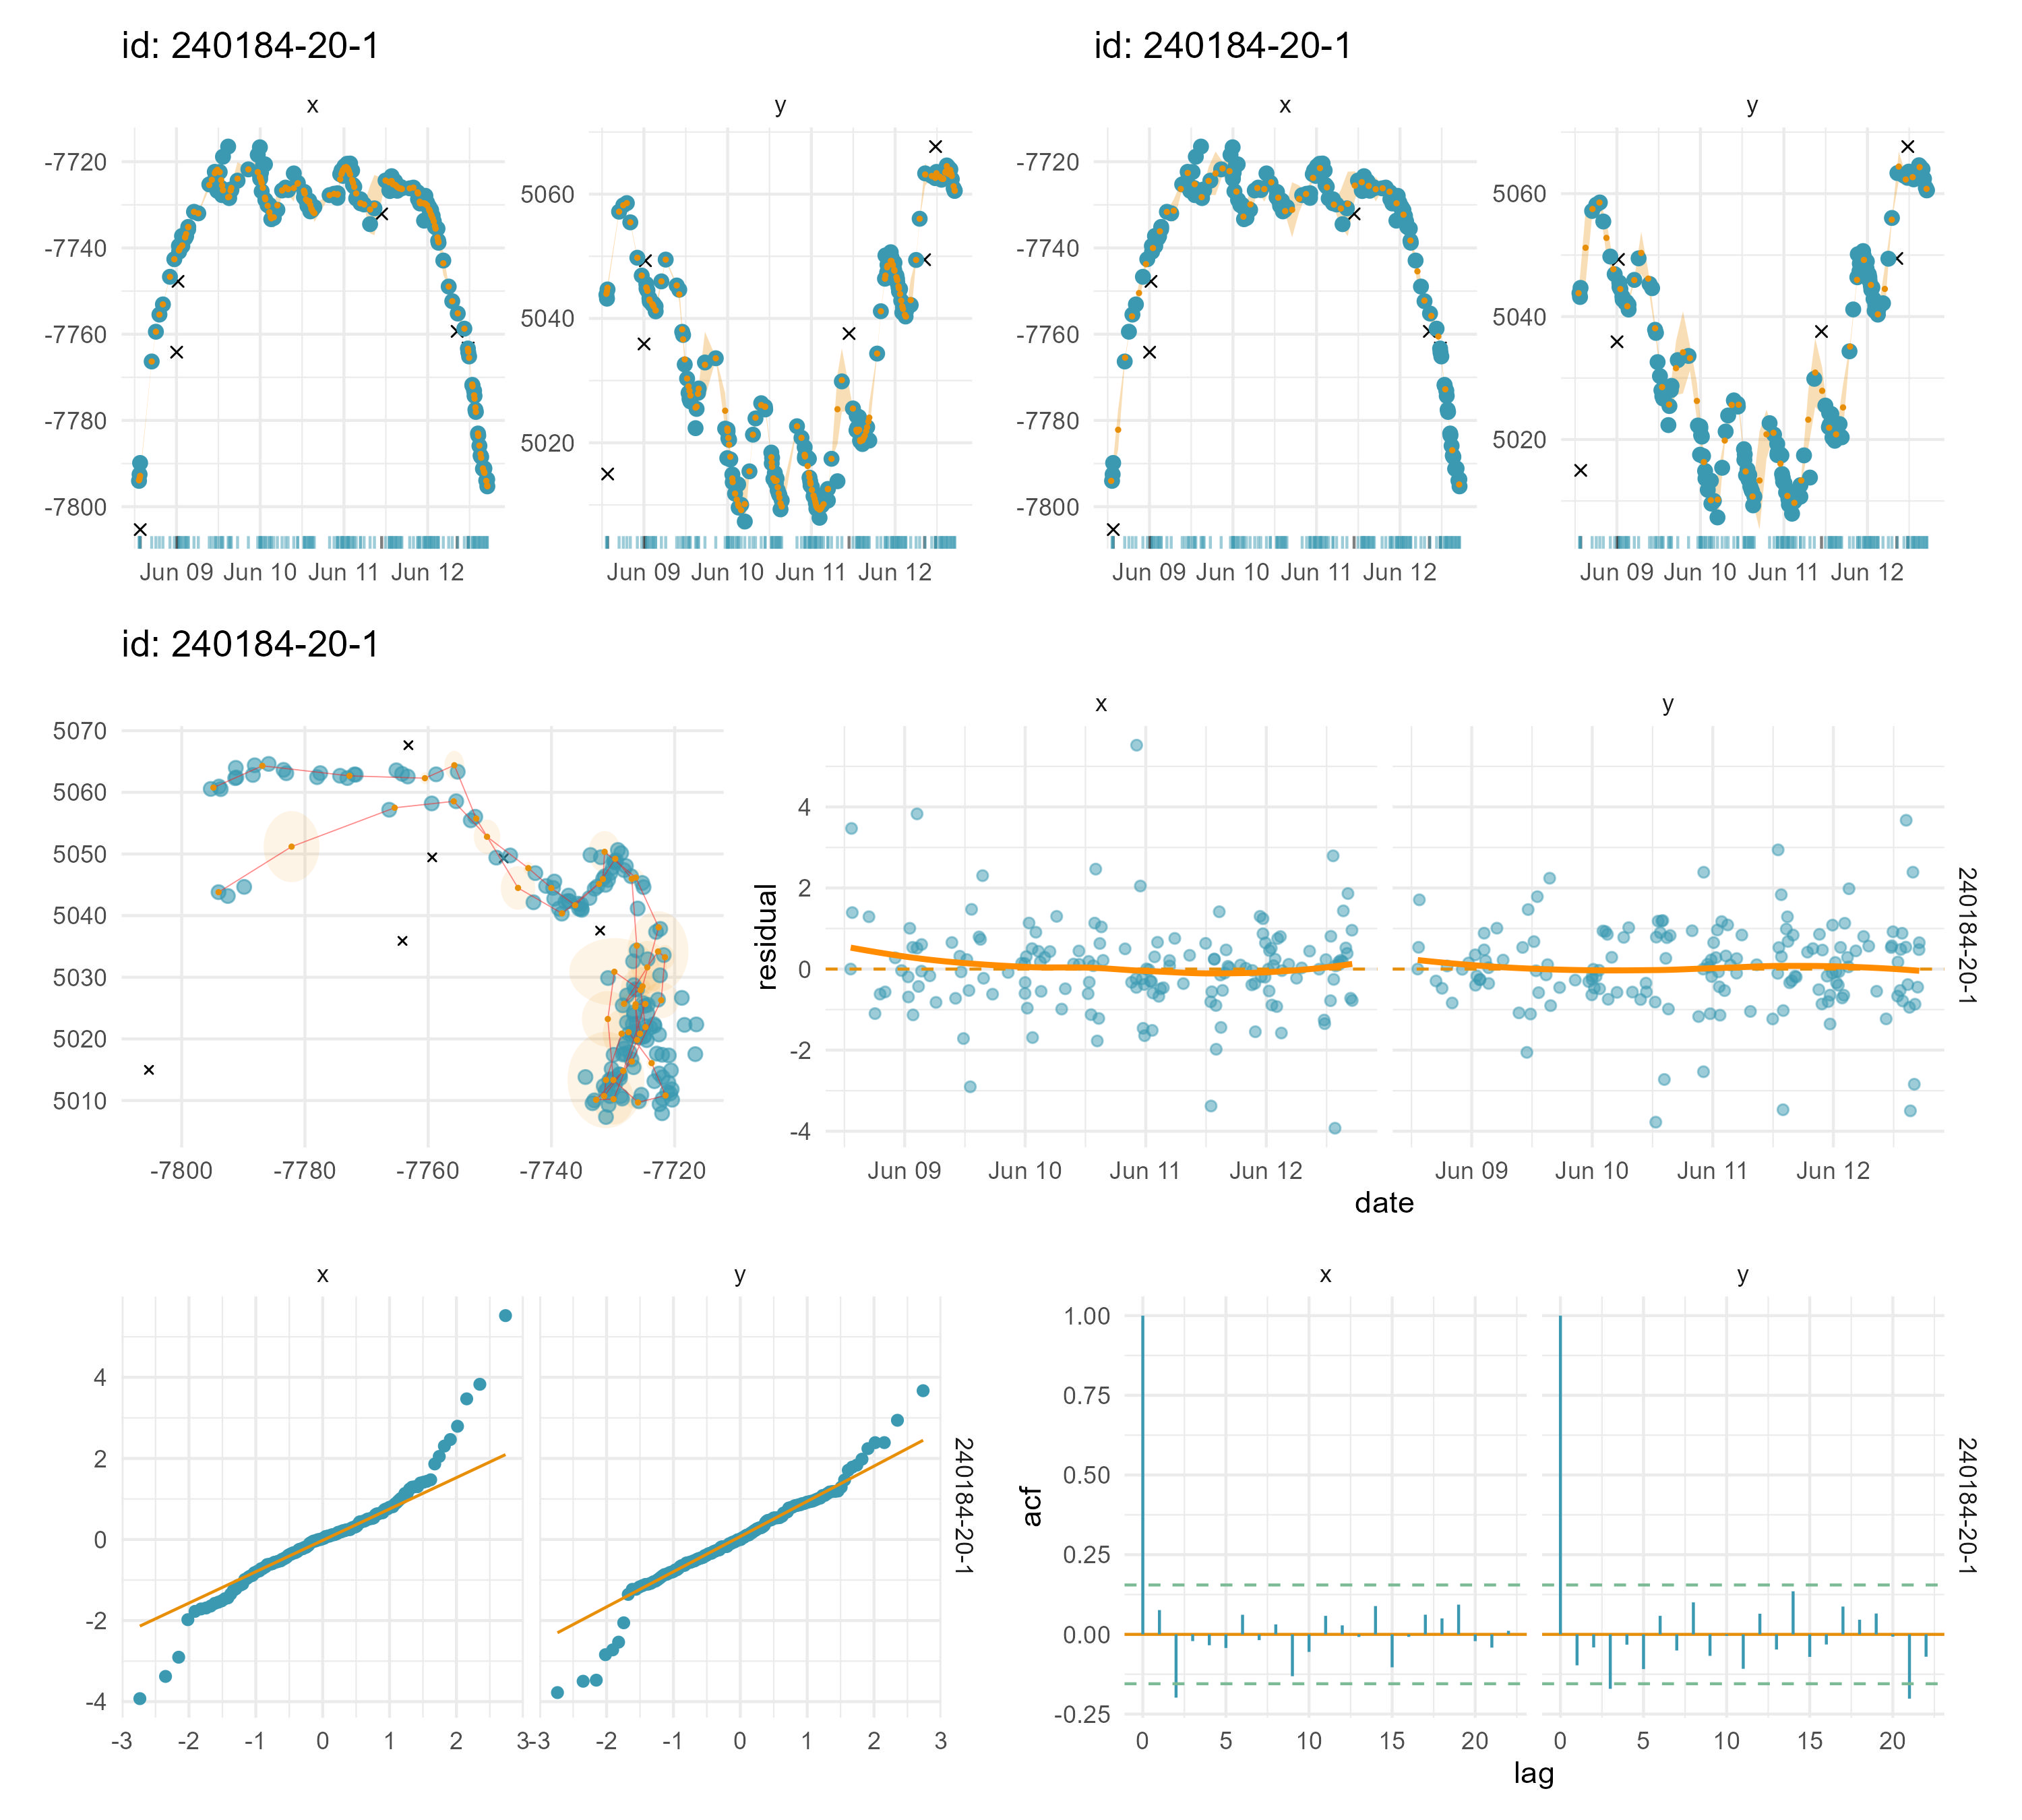 id: 240184-20-1
id: 240184-20-1
x
y
x
y
-7720
-7740
-7760
-7780
-7800
5060
5040
5020
-7720
-7740
-7760
-7780
-7800
5060
5040
5020
Jun 09 Jun 10 Jun 11 Jun 12
Jun 09 Jun 10 Jun 11 Jun 12
Jun 09 Jun 10 Jun 11 Jun 12
Jun 09 Jun 10 Jun 11 Jun 12
id: 240184-20-1
5070
5060
5050
5040
5030
5020
5010
-7800 -7780 -7760 -7740 -7720
x
y
residual
4
2
0
-2
-4
240184-20-1
Jun 09 Jun 10 Jun 11 Jun 12
Jun 09 Jun 10 Jun 11 Jun 12
date
x
y
4
2
0
-2
-4
240184-20-1
-3 -2 -1 0 1 2 3
-3 -2 -1 0 1 2 3
x
y
acf
1.00
0.75
0.50
0.25
0.00
-0.25
240184-20-1
0 5 10 15 20
0 5 10 15 20
lag